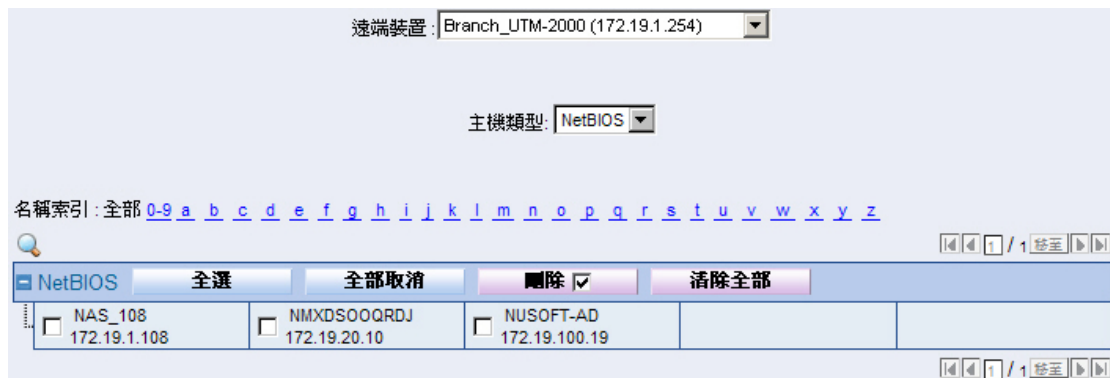 遠端裝置 : Branch_UTM-2000 (172.19.1.254)
主機類型: NetBIOS
名稱索引 : 全部 0-9 a b c d e f g h i j k l m n o p q r s t u v w x y z
1 / 1 移至
NetBIOS 全選 全部取消 刪除 清除全部
NAS_108 NMXDSOOQRDJ NUSOFT-AD
172.19.1.108 172.19.20.10 172.19.100.19
1 / 1 移至